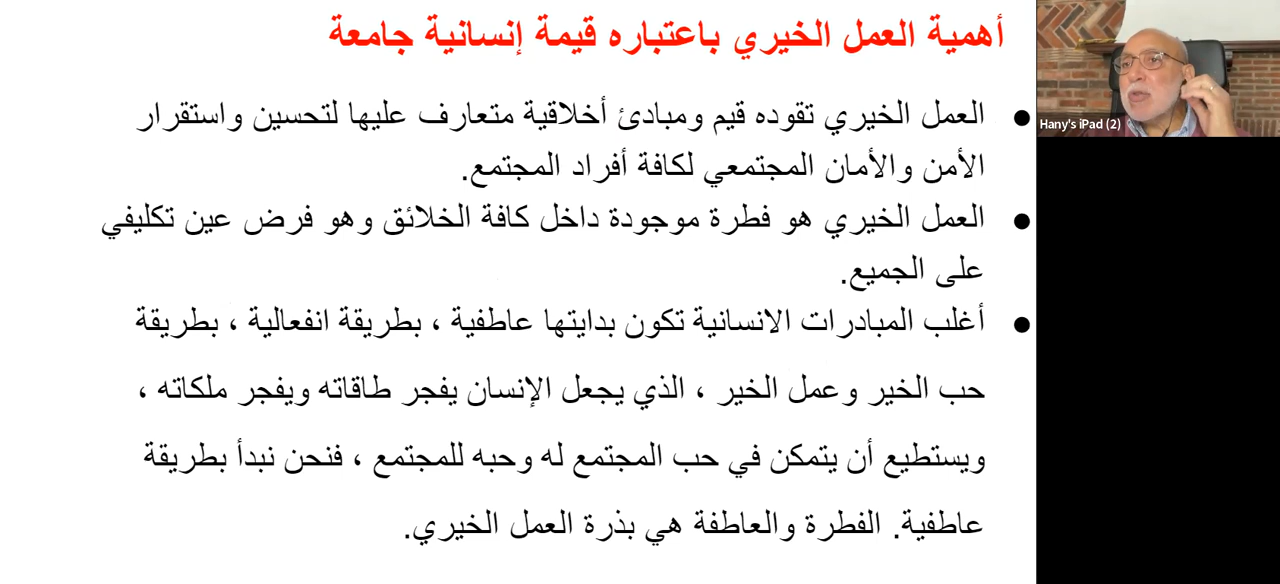 أهمية العمل الخيري باعتباره قيمة إنسانية جامعة
● العمل الخيري تقوده قيم ومبادئ أخلاقية متعارف عليها لتحسين واستقرار
الأمن والأمان المجتمعي لكافة أفراد المجتمع.
● العمل الخيري هو فطرة موجودة داخل كافة الخلائق وهو فرض عين تكليفي
على الجميع.
● أغلب المبادرات الانسانية تكون بدايتها عاطفية ، بطريقة انفعالية ، بطريقة
حب الخير وعمل الخير ، الذي يجعل الإنسان يفجر طاقاته ويفجر ملكاته ،
ويستطيع أن يتمكن في حب المجتمع له وحبه للمجتمع ، فنحن نبدأ بطريقة
عاطفية. الفطرة والعاطفة هي بذرة العمل الخيري.
Hany's iPad (2)